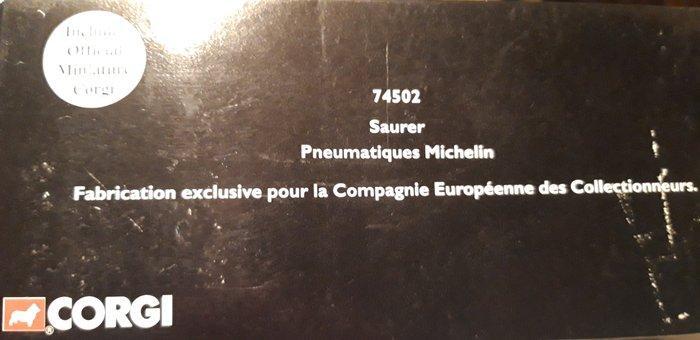 Official
Miniature
Corgi
74502
Saurer
Pneumatiques Michelin
Fabrication exclusive pour la Compagnie Européenne des Collectionneurs.
®CORGI